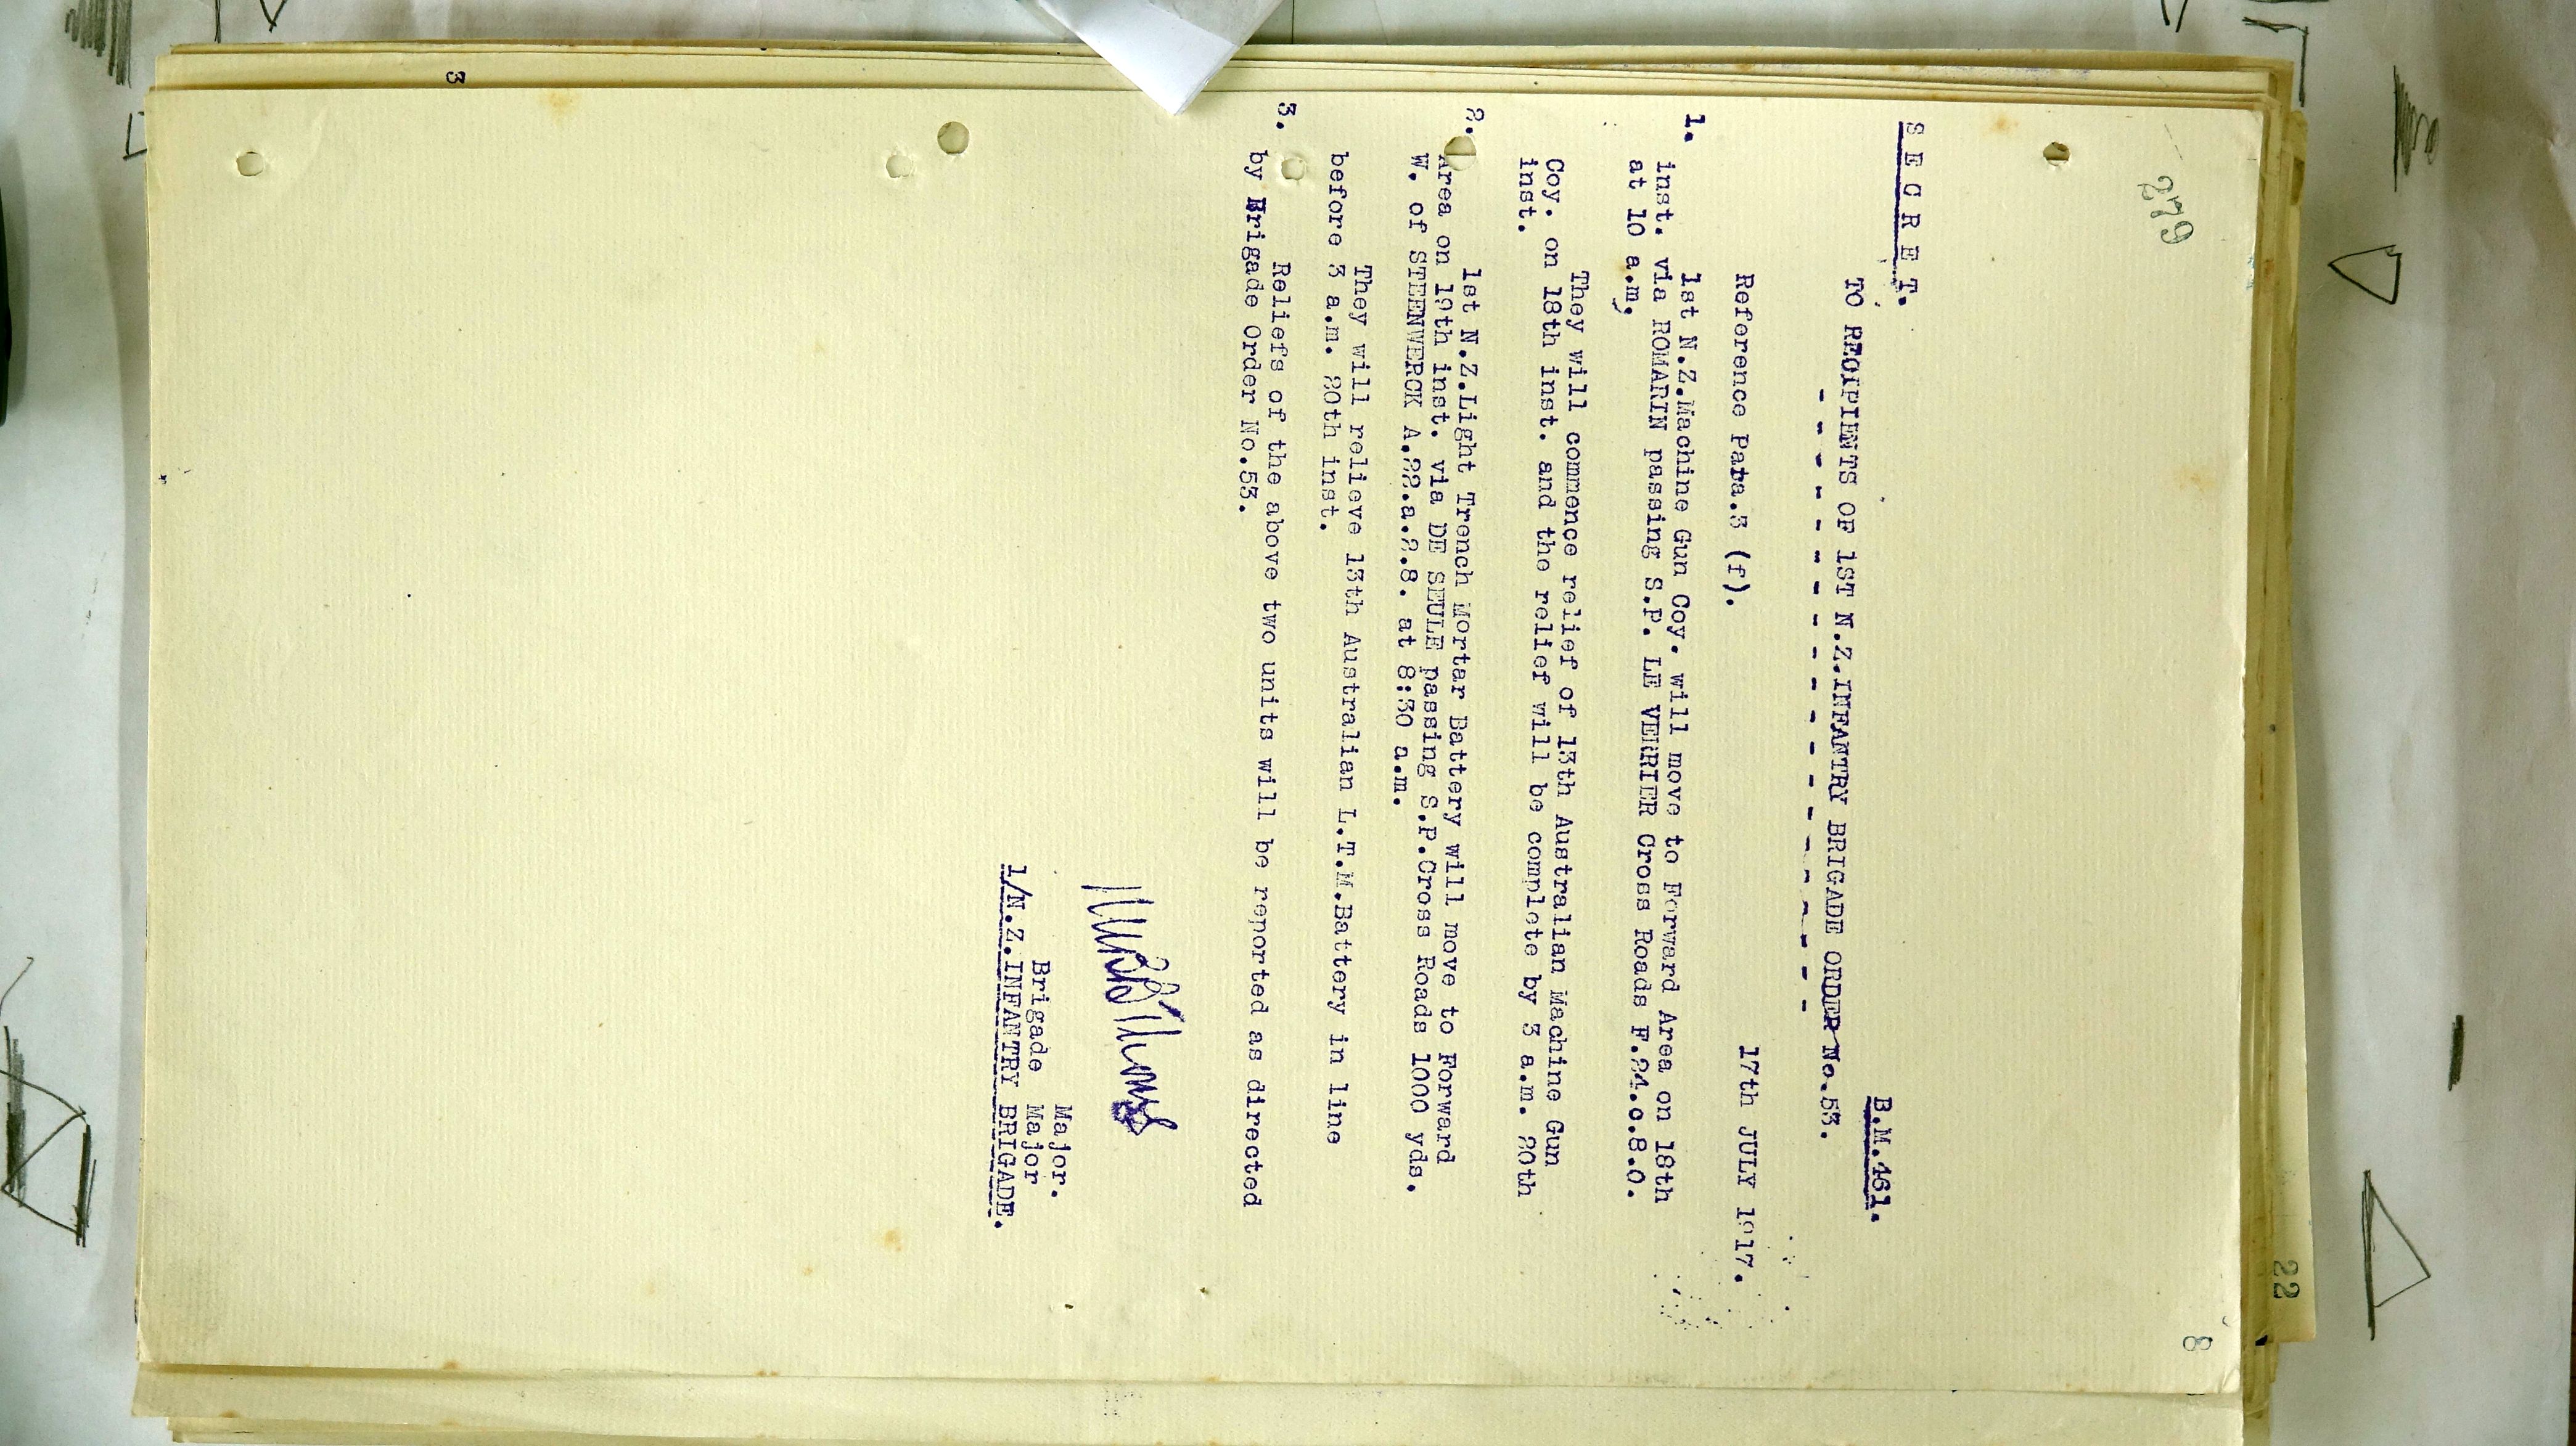 279
8
22
S E C R E T.
B.M.461.
TO RECIPIENTS OF 1ST N.Z.INFANTRY BRIGADE ORDER No.53.
- - - - - - - - - - - - - - - - - - - -
17th JULY 1917.
Reference Para.3 (f).
1. 1st N.Z.Machine Gun Coy. will move to Forward Area on 18th
inst. via ROMARIN passing S.P. LE VERRIER Cross Roads F.24.c.8.0.
at 10 a.m.
They will commence relief of 13th Australian Machine Gun
Coy. on 18th inst. and the relief will be complete by 3 a.m. 20th
inst.
2. 1st N.Z.Light Trench Mortar Battery will move to Forward
Area on 19th inst. via DE SEULE passing S.P.Cross Roads 1000 yds.
W. of STEENWERCK A.22.a.2.8. at 8:30 a.m.
They will relieve 13th Australian L.T.M.Battery in line
before 3 a.m. 20th inst.
3. Reliefs of the above two units will be reported as directed
by Brigade Order No.53.
Major.
Brigade Major
1/N.Z.INFANTRY BRIGADE.
3